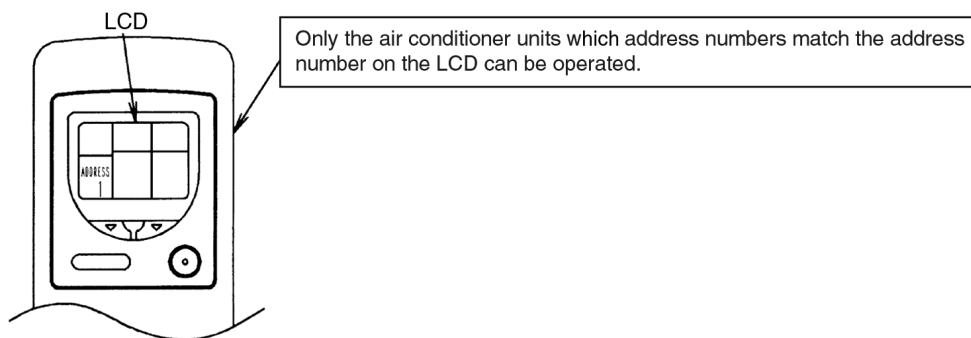 LCD
Only the air conditioner units which address numbers match the address
number on the LCD can be operated.
ADDRESS
1